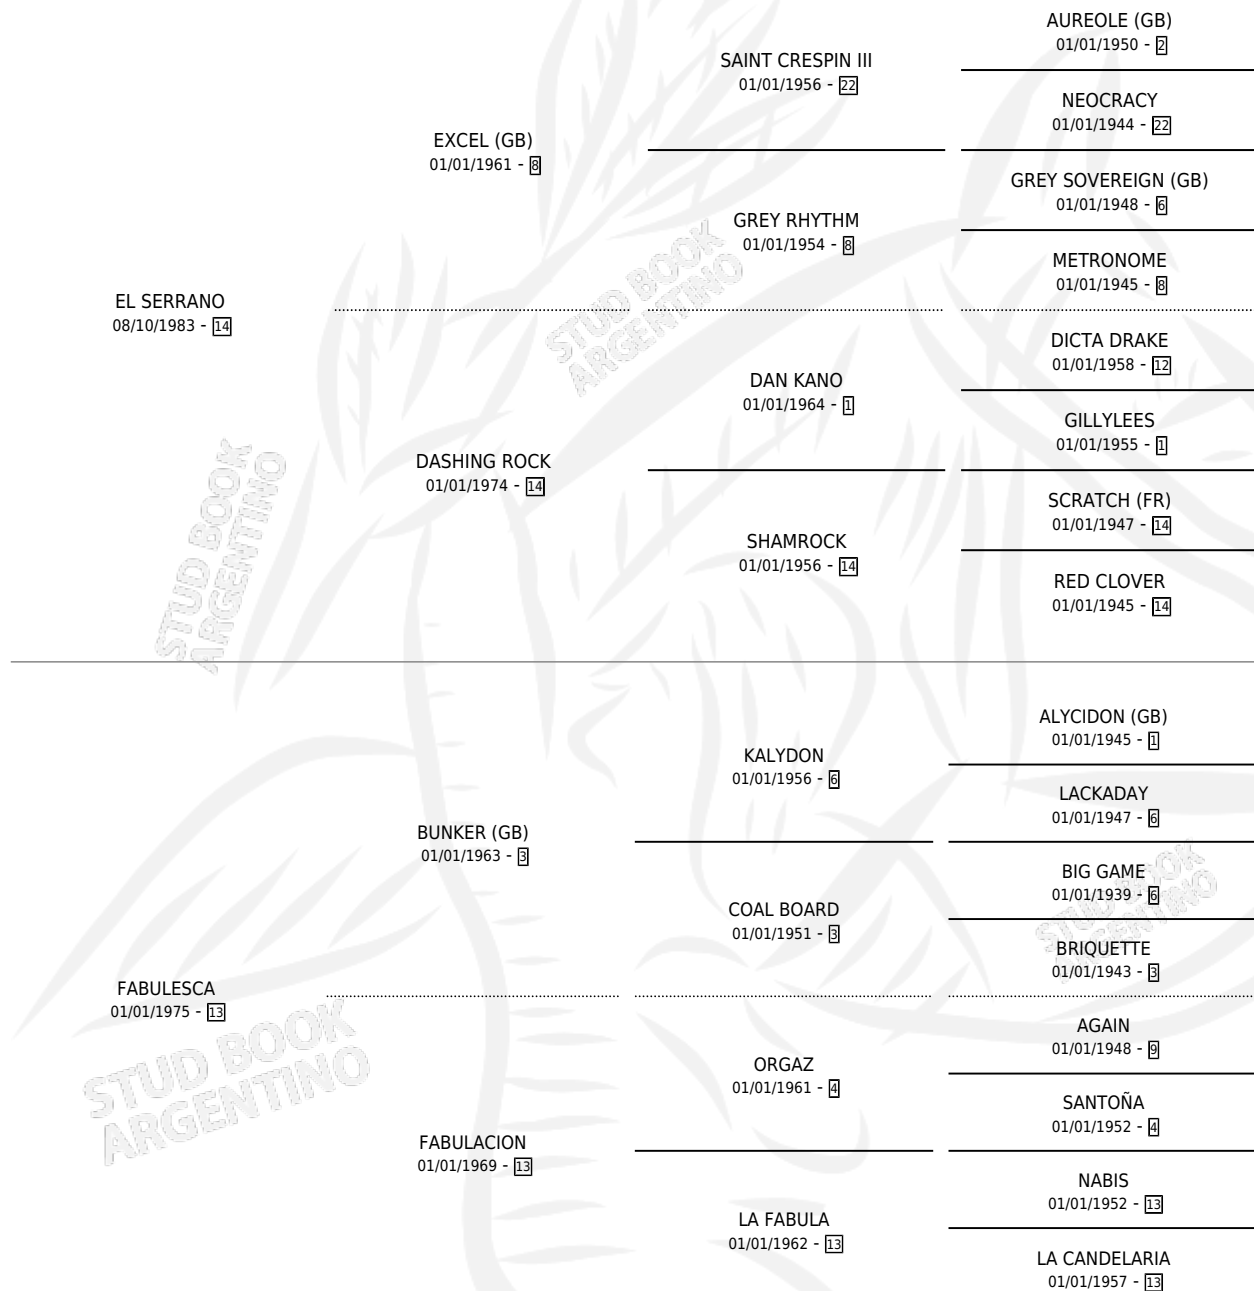 AUREOLE (GB)
01/01/1950 - 2
SAINT CRESPIN III
01/01/1956 - 22
NEOCRACY
01/01/1944 - 22
EXCEL (GB)
01/01/1961 - 8
GREY SOVEREIGN (GB)
01/01/1948 - 6
GREY RHYTHM
01/01/1954 - 8
METRONOME
01/01/1945 - 8
EL SERRANO
08/10/1983 - 14
DICTA DRAKE
01/01/1958 - 12
DAN KANO
01/01/1964 - 1
GILLYLEES
01/01/1955 - 1
DASHING ROCK
01/01/1974 - 14
SCRATCH (FR)
01/01/1947 - 14
SHAMROCK
01/01/1956 - 14
RED CLOVER
01/01/1945 - 14
ALYCIDON (GB)
01/01/1945 - 1
KALYDON
01/01/1956 - 6
LACKADAY
01/01/1947 - 6
BUNKER (GB)
01/01/1963 - 3
BIG GAME
01/01/1939 - 6
COAL BOARD
01/01/1951 - 3
BRIQUETTE
01/01/1943 - 3
FABULESCA
01/01/1975 - 13
AGAIN
01/01/1948 - 9
ORGAZ
01/01/1961 - 4
SANTOÑA
01/01/1952 - 4
FABULACION
01/01/1969 - 13
NABIS
01/01/1952 - 13
LA FABULA
01/01/1962 - 13
LA CANDELARIA
01/01/1957 - 13
STUD BOOK
ARGENTINO
STUD BOOK
ARGENTINO
STUD BOOK
ARGENTINO
STUD BOOK
ARGENTINO